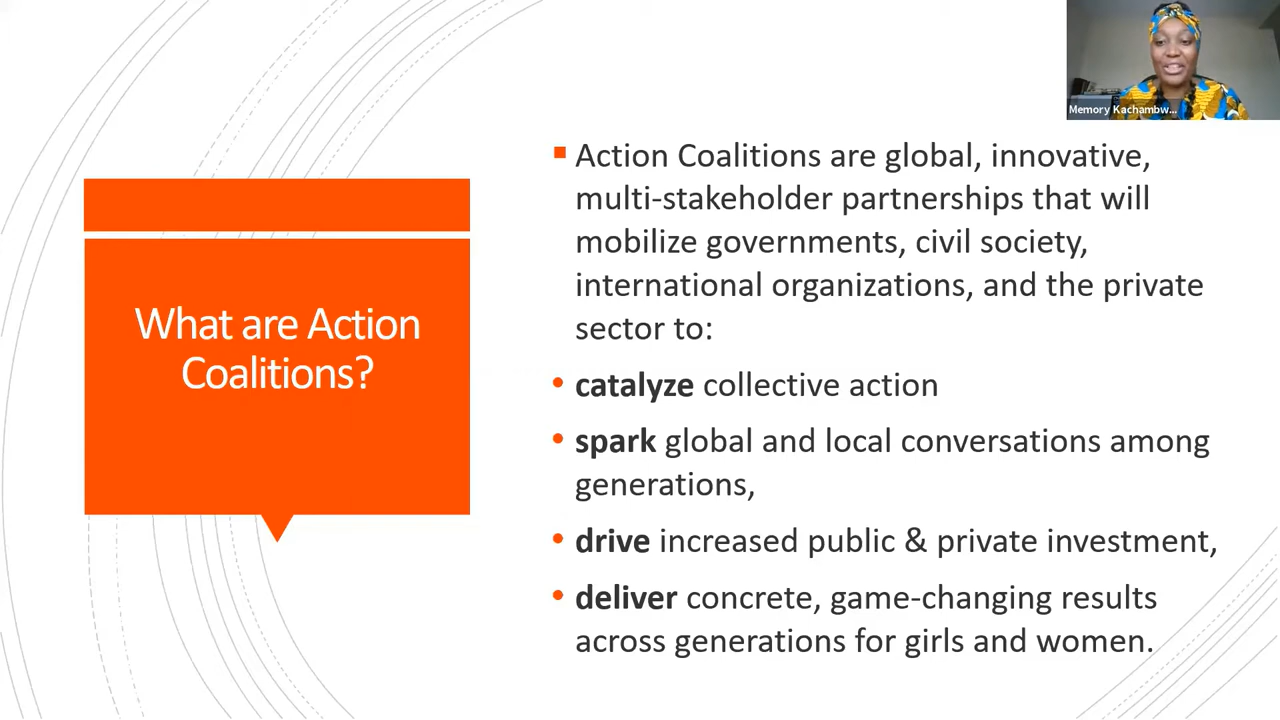 Memory Kachambw...
What are Action
Coalitions?
Action Coalitions are global, innovative,
multi-stakeholder partnerships that will
mobilize governments, civil society,
international organizations, and the private
sector to:
• catalyze collective action
• spark global and local conversations among
generations,
• drive increased public & private investment,
• deliver concrete, game-changing results
across generations for girls and women.